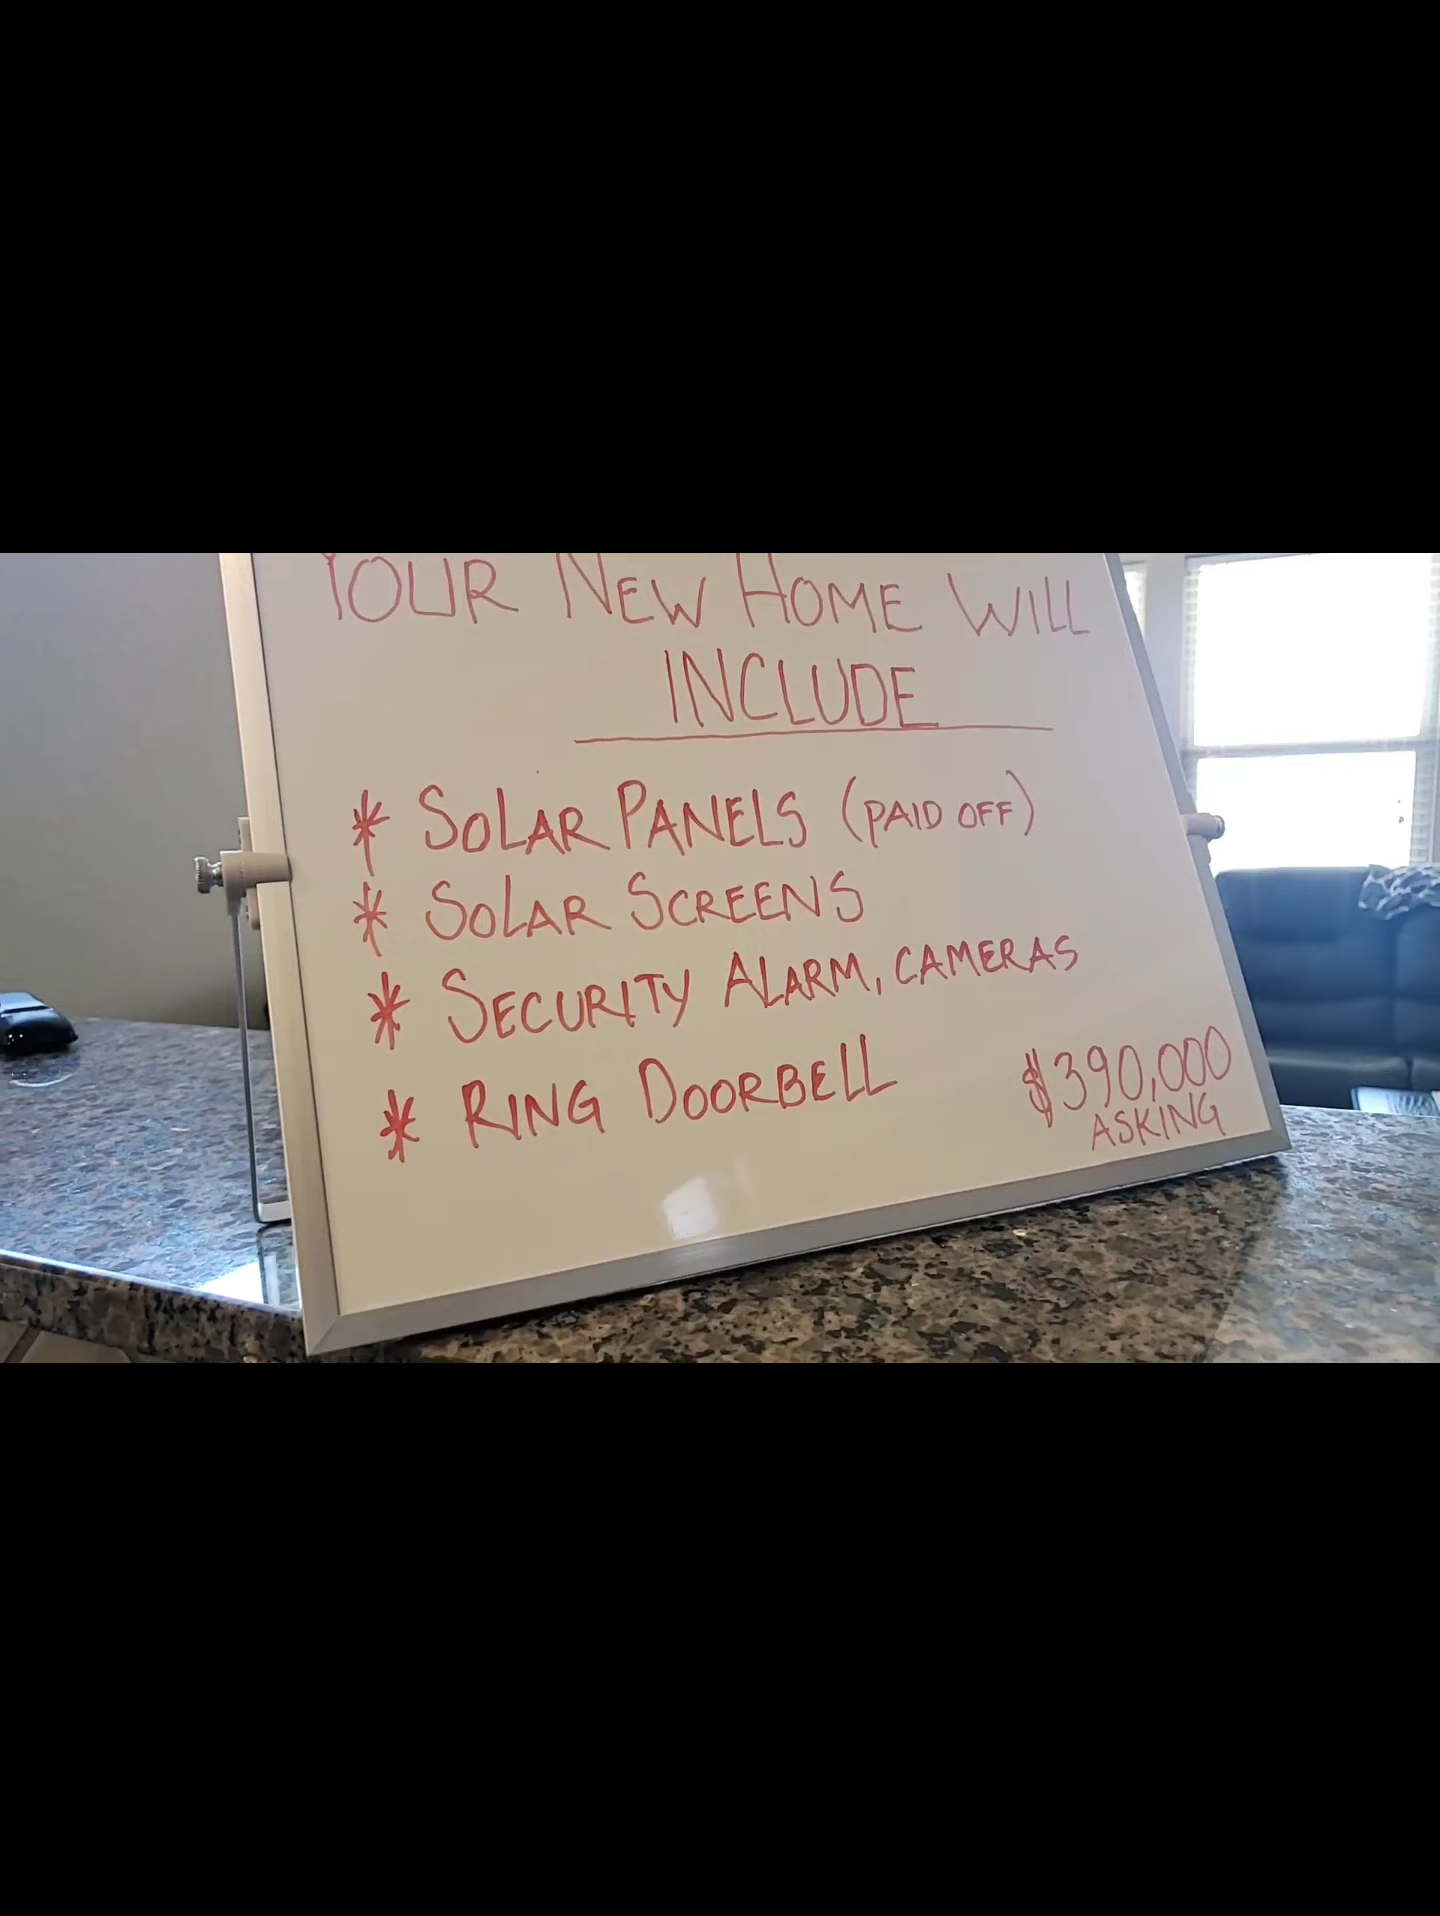 YOUR NEW HOME WILL
INCLUDE
* SOLAR PANELS (PAID OFF)
* SOLAR SCREENS
* SECURITY ALARM, CAMERAS
* RING DOORBELL
$390,000
ASKING